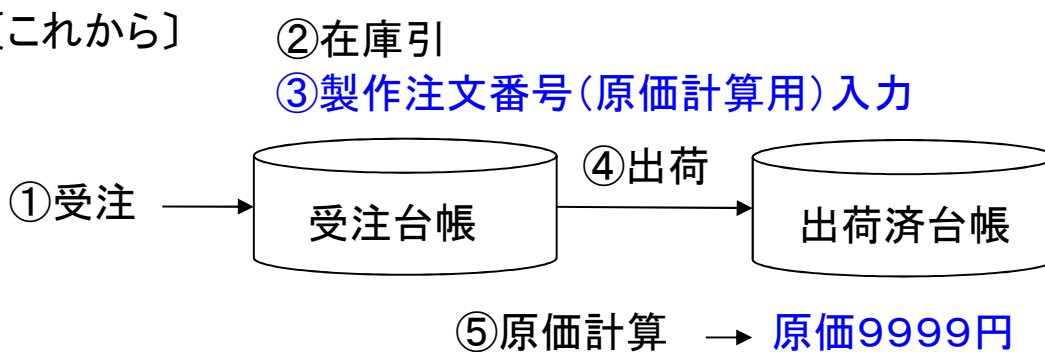 〔これから〕
②在庫引
③製作注文番号(原価計算用)入力
①受注
受注台帳
④出荷
出荷済台帳
⑤原価計算
原価9999円